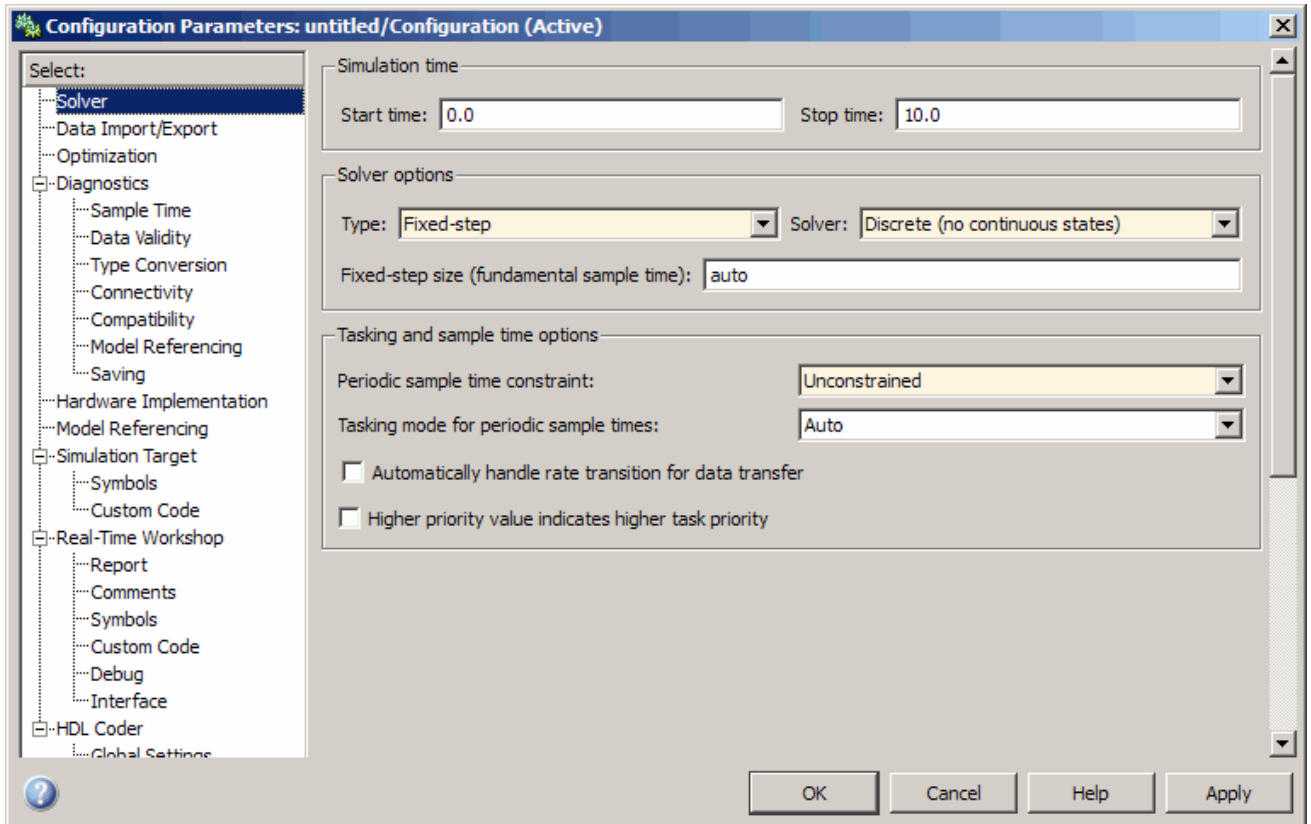 Configuration Parameters: untitled/Configuration (Active)
Select:
Solver
Data Import/Export
Optimization
Diagnostics
Sample Time
Data Validity
Type Conversion
Connectivity
Compatibility
Model Referencing
Saving
Hardware Implementation
Model Referencing
Simulation Target
Symbols
Custom Code
Real-Time Workshop
Report
Comments
Symbols
Custom Code
Debug
Interface
HDL Coder
Global Settings
Simulation time
Start time: 0.0 Stop time: 10.0
Solver options
Type: Fixed-step Solver: Discrete (no continuous states)
Fixed-step size (fundamental sample time): auto
Tasking and sample time options
Periodic sample time constraint: Unconstrained
Tasking mode for periodic sample times: Auto
Automatically handle rate transition for data transfer
Higher priority value indicates higher task priority
? OK Cancel Help Apply